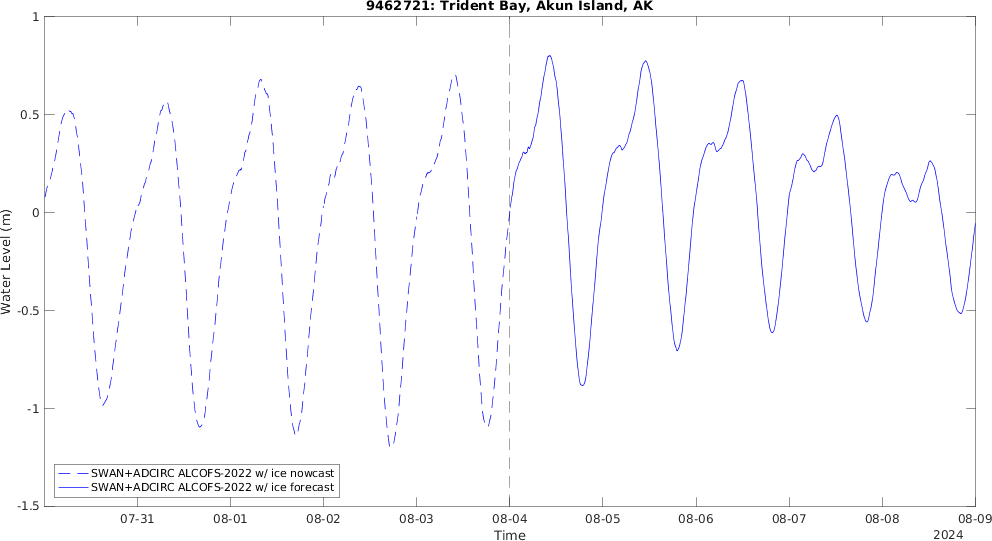 9462721: Trident Bay, Akun Island, AK
Water Level (m)
1
0.5
0
-0.5
-1
-1.5
SWAN+ADCIRC ALCOFS-2022 w/ ice nowcast
SWAN+ADCIRC ALCOFS-2022 w/ ice forecast
07-31 08-01 08-02 08-03 08-04 08-05 08-06 08-07 08-08 08-09
Time
2024